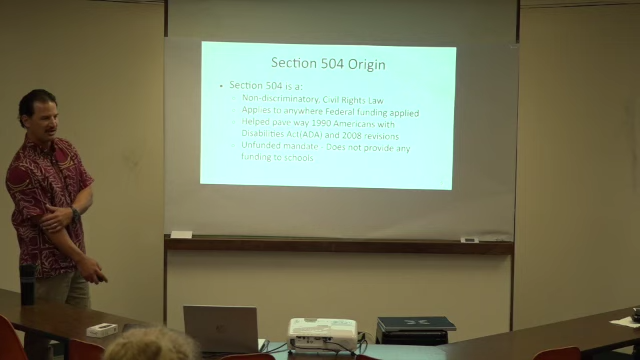 Section 504 Origin
• Section 504 is a:
- Non-discriminatory, Civil Rights Law
- Applies to anywhere Federal funding applied
- Helped pave way 1990 Americans with
Disabilities Act(ADA) and 2008 revisions
- Unfunded mandate - Does not provide any
funding to schools